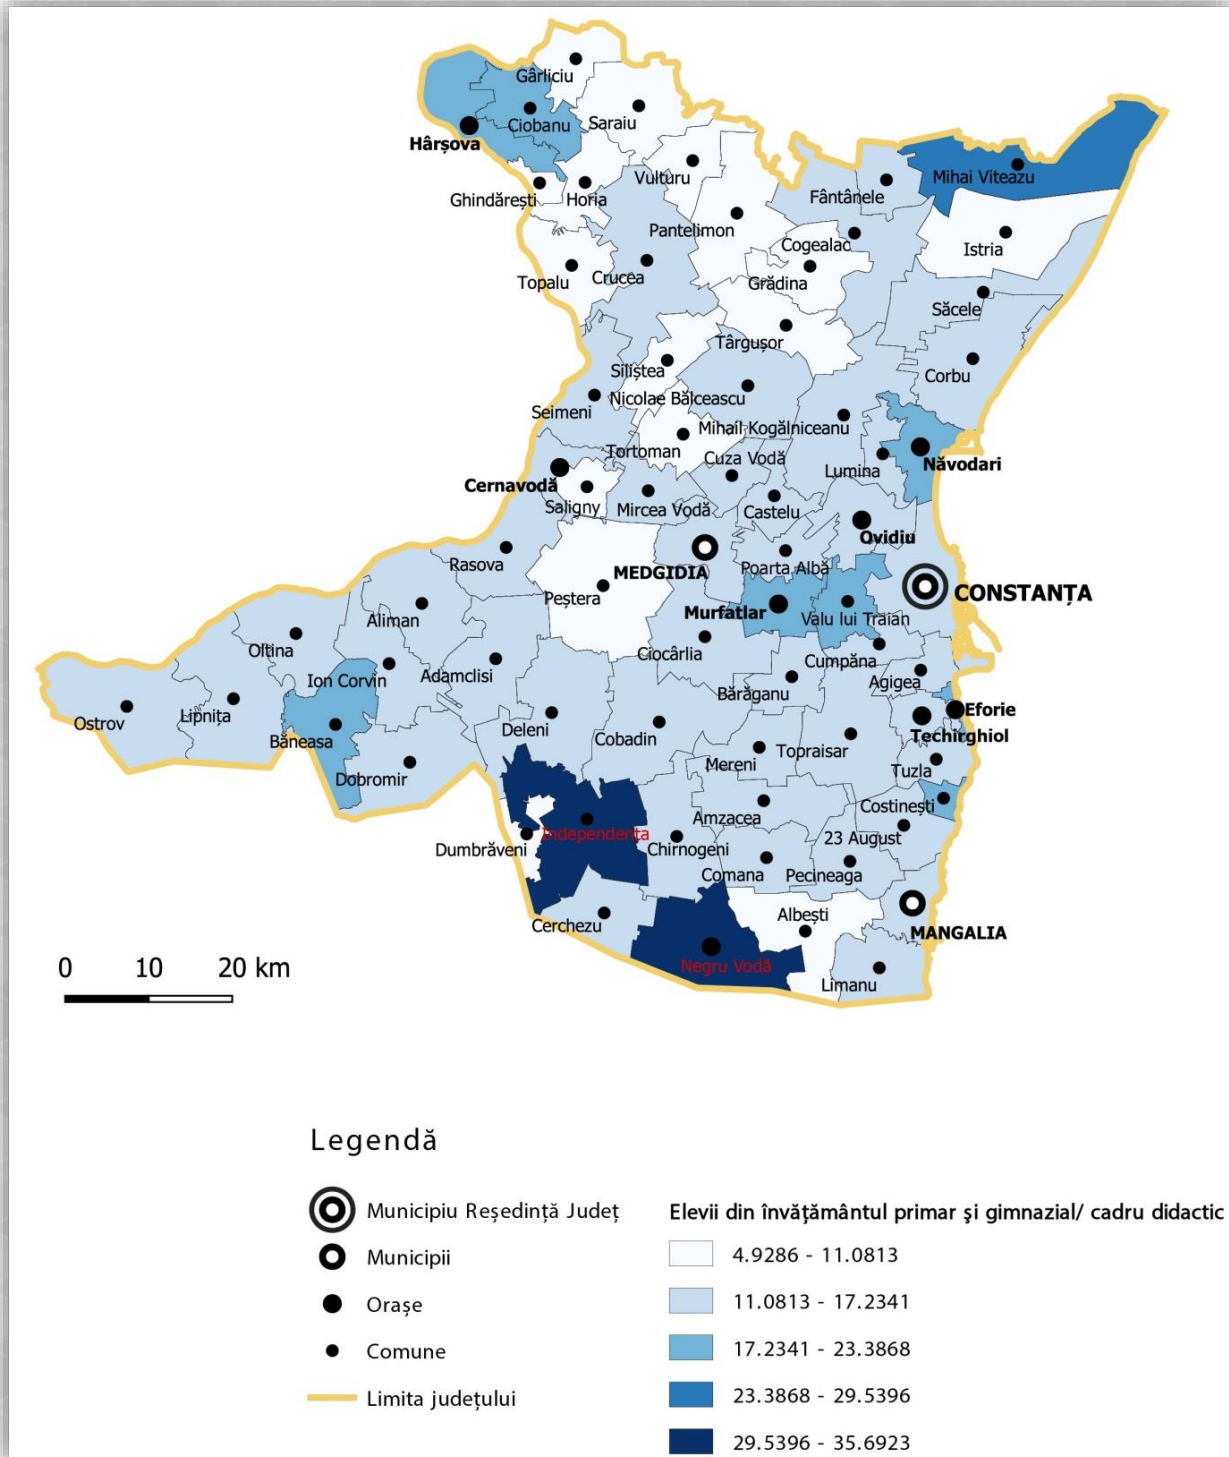 Gârliciu
Ciobanu
Saraiu
Hârșova
Vulturu
Mihai Viteazu
Ghindărești
Horia
Fântânele
Pantelimon
Cogealac
Istria
Topalu
Crucea
Grădina
Săcele
Târgușor
Siliștea
Corbu
Nicolae Bălceascu
Seimeni
Mihail Kogălniceanu
Tortoman
Cuza Vodă
Lumina
Năvodari
Cernavodă
Saligny
Mircea Vodă
Castelu
Ovidiu
Rasova
MEDGIDIA
Poarta Albă
CONSTANȚA
Peștera
Murfatlar
Valu lui Traian
Aliman
Oltina
Ciocârlia
Cumpăna
Ion Corvin
Adamclisi
Agigea
Bărăganu
Ostrov
Lipnița
Eforie
Băneasa
Deleni
Cobadin
Techirghiol
Topraisar
Mereni
Dobromir
Tuzla
Costinești
Amzacea
Independența
23 August
Dumbrăveni
Chirnogeni
Comana
Pecineaga
Albești
Cerchezu
MANGALIA
Negru Vodă
Limanu
0 10 20 km
Legendă
Municipiu Reședință Județ
Municipii
Orașe
Comune
Limita județului
Elevii din învățământul primar și gimnazial/ cadru didactic
4.9286 - 11.0813
11.0813 - 17.2341
17.2341 - 23.3868
23.3868 - 29.5396
29.5396 - 35.6923